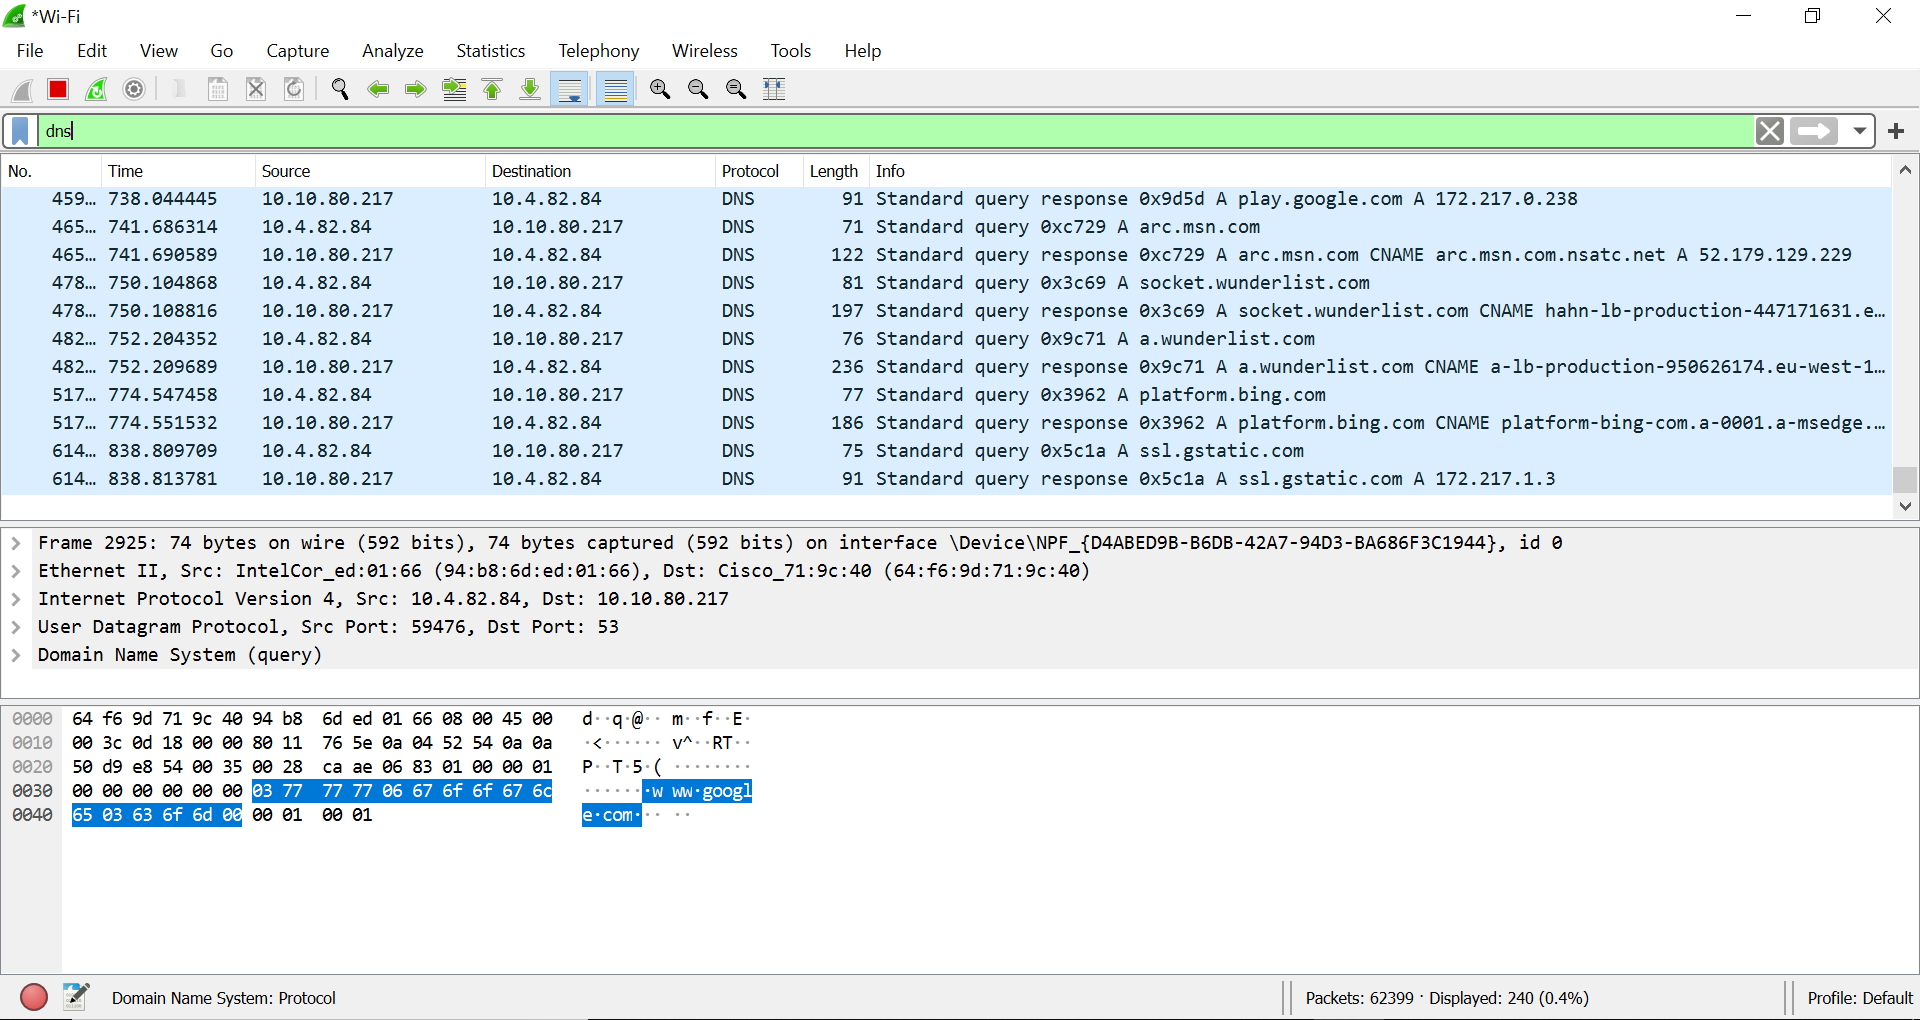 *Wi-Fi
File Edit View Go Capture Analyze Statistics Telephony Wireless Tools Help
dns
No. Time Source Destination Protocol Length Info
459… 738.044445 10.10.80.217 10.4.82.84 DNS 91 Standard query response 0x9d5d A play.google.com A 172.217.0.238
465… 741.686314 10.4.82.84 10.10.80.217 DNS 71 Standard query 0xc729 A arc.msn.com
465… 741.690589 10.10.80.217 10.4.82.84 DNS 122 Standard query response 0xc729 A arc.msn.com CNAME arc.msn.com.nsatc.net A 52.179.129.229
478… 750.104868 10.4.82.84 10.10.80.217 DNS 81 Standard query 0x3c69 A socket.wunderlist.com
478… 750.108816 10.10.80.217 10.4.82.84 DNS 197 Standard query response 0x3c69 A socket.wunderlist.com CNAME hahn-lb-production-447171631.e…
482… 752.204352 10.4.82.84 10.10.80.217 DNS 76 Standard query 0x9c71 A a.wunderlist.com
482… 752.209689 10.10.80.217 10.4.82.84 DNS 236 Standard query response 0x9c71 A a.wunderlist.com CNAME a-lb-production-950626174.eu-west-1…
517… 774.547458 10.4.82.84 10.10.80.217 DNS 77 Standard query 0x3962 A platform.bing.com
517… 774.551532 10.10.80.217 10.4.82.84 DNS 186 Standard query response 0x3962 A platform.bing.com CNAME platform-bing-com.a-0001.a-msedge.…
614… 838.809709 10.4.82.84 10.10.80.217 DNS 75 Standard query 0x5c1a A ssl.gstatic.com
614… 838.813781 10.10.80.217 10.4.82.84 DNS 91 Standard query response 0x5c1a A ssl.gstatic.com A 172.217.1.3
Frame 2925: 74 bytes on wire (592 bits), 74 bytes captured (592 bits) on interface \Device\NPF_{D4ABED9B-B6DB-42A7-94D3-BA686F3C1944}, id 0
Ethernet II, Src: IntelCor_ed:01:66 (94:b8:6d:ed:01:66), Dst: Cisco_71:9c:40 (64:f6:9d:71:9c:40)
Internet Protocol Version 4, Src: 10.4.82.84, Dst: 10.10.80.217
User Datagram Protocol, Src Port: 59476, Dst Port: 53
Domain Name System (query)
0000 64 f6 9d 71 9c 40 94 b8 6d ed 01 66 08 00 45 00 d··q·@·· m··f··E·
0010 00 3c 0d 18 00 00 80 11 76 5e 0a 04 52 54 0a 0a ·<······ v^··RT··
0020 50 d9 e8 54 00 35 00 28 ca ae 06 83 01 00 00 01 P··T·5·( ········
0030 00 00 00 00 00 00 03 77 77 77 06 67 6f 6f 67 6c ·······w ww·googl
0040 65 03 63 6f 6d 00 00 01 00 01 e·com··· ··
Domain Name System: Protocol Packets: 62399 · Displayed: 240 (0.4%) Profile: Default